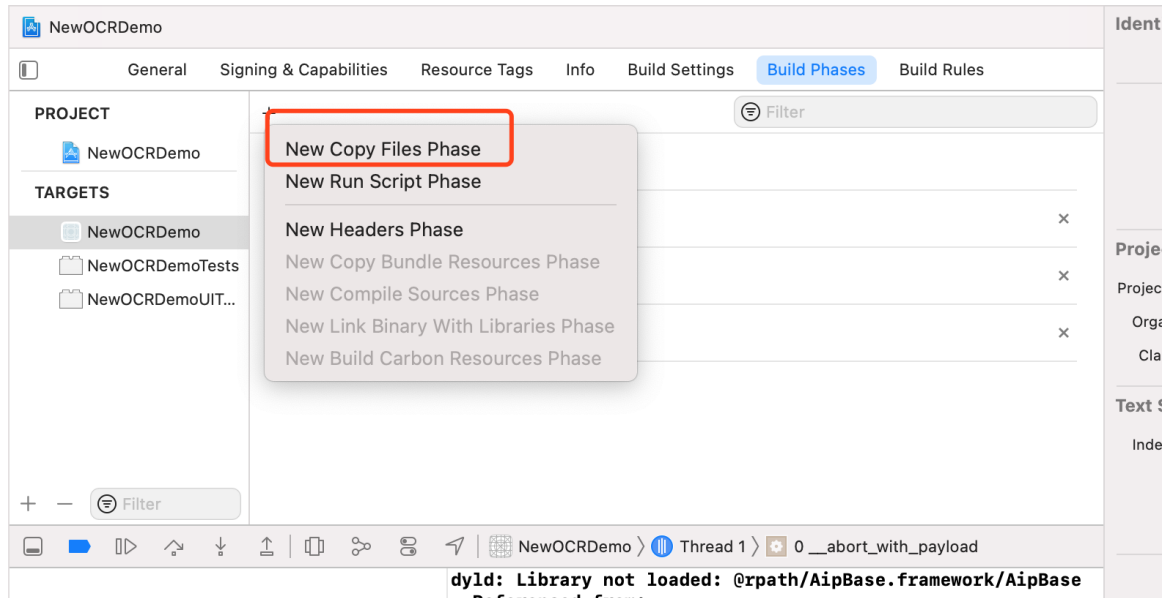 NewOCRDemo
Ident
General Signing & Capabilities Resource Tags Info Build Settings Build Phases Build Rules
PROJECT
+
Filter
NewOCRDemo
TARGETS
NewOCRDemo
NewOCRDemoTests
NewOCRDemoUIT...
New Copy Files Phase
New Run Script Phase
New Headers Phase
New Copy Bundle Resources Phase
New Compile Sources Phase
New Link Binary With Libraries Phase
New Build Carbon Resources Phase
Proje
Projec
Orga
Cla
Text S
Inde
Filter
NewOCRDemo 〉 Thread 1 〉 0 __abort_with_payload
dyld: Library not loaded: @rpath/AipBase.framework/AipBase